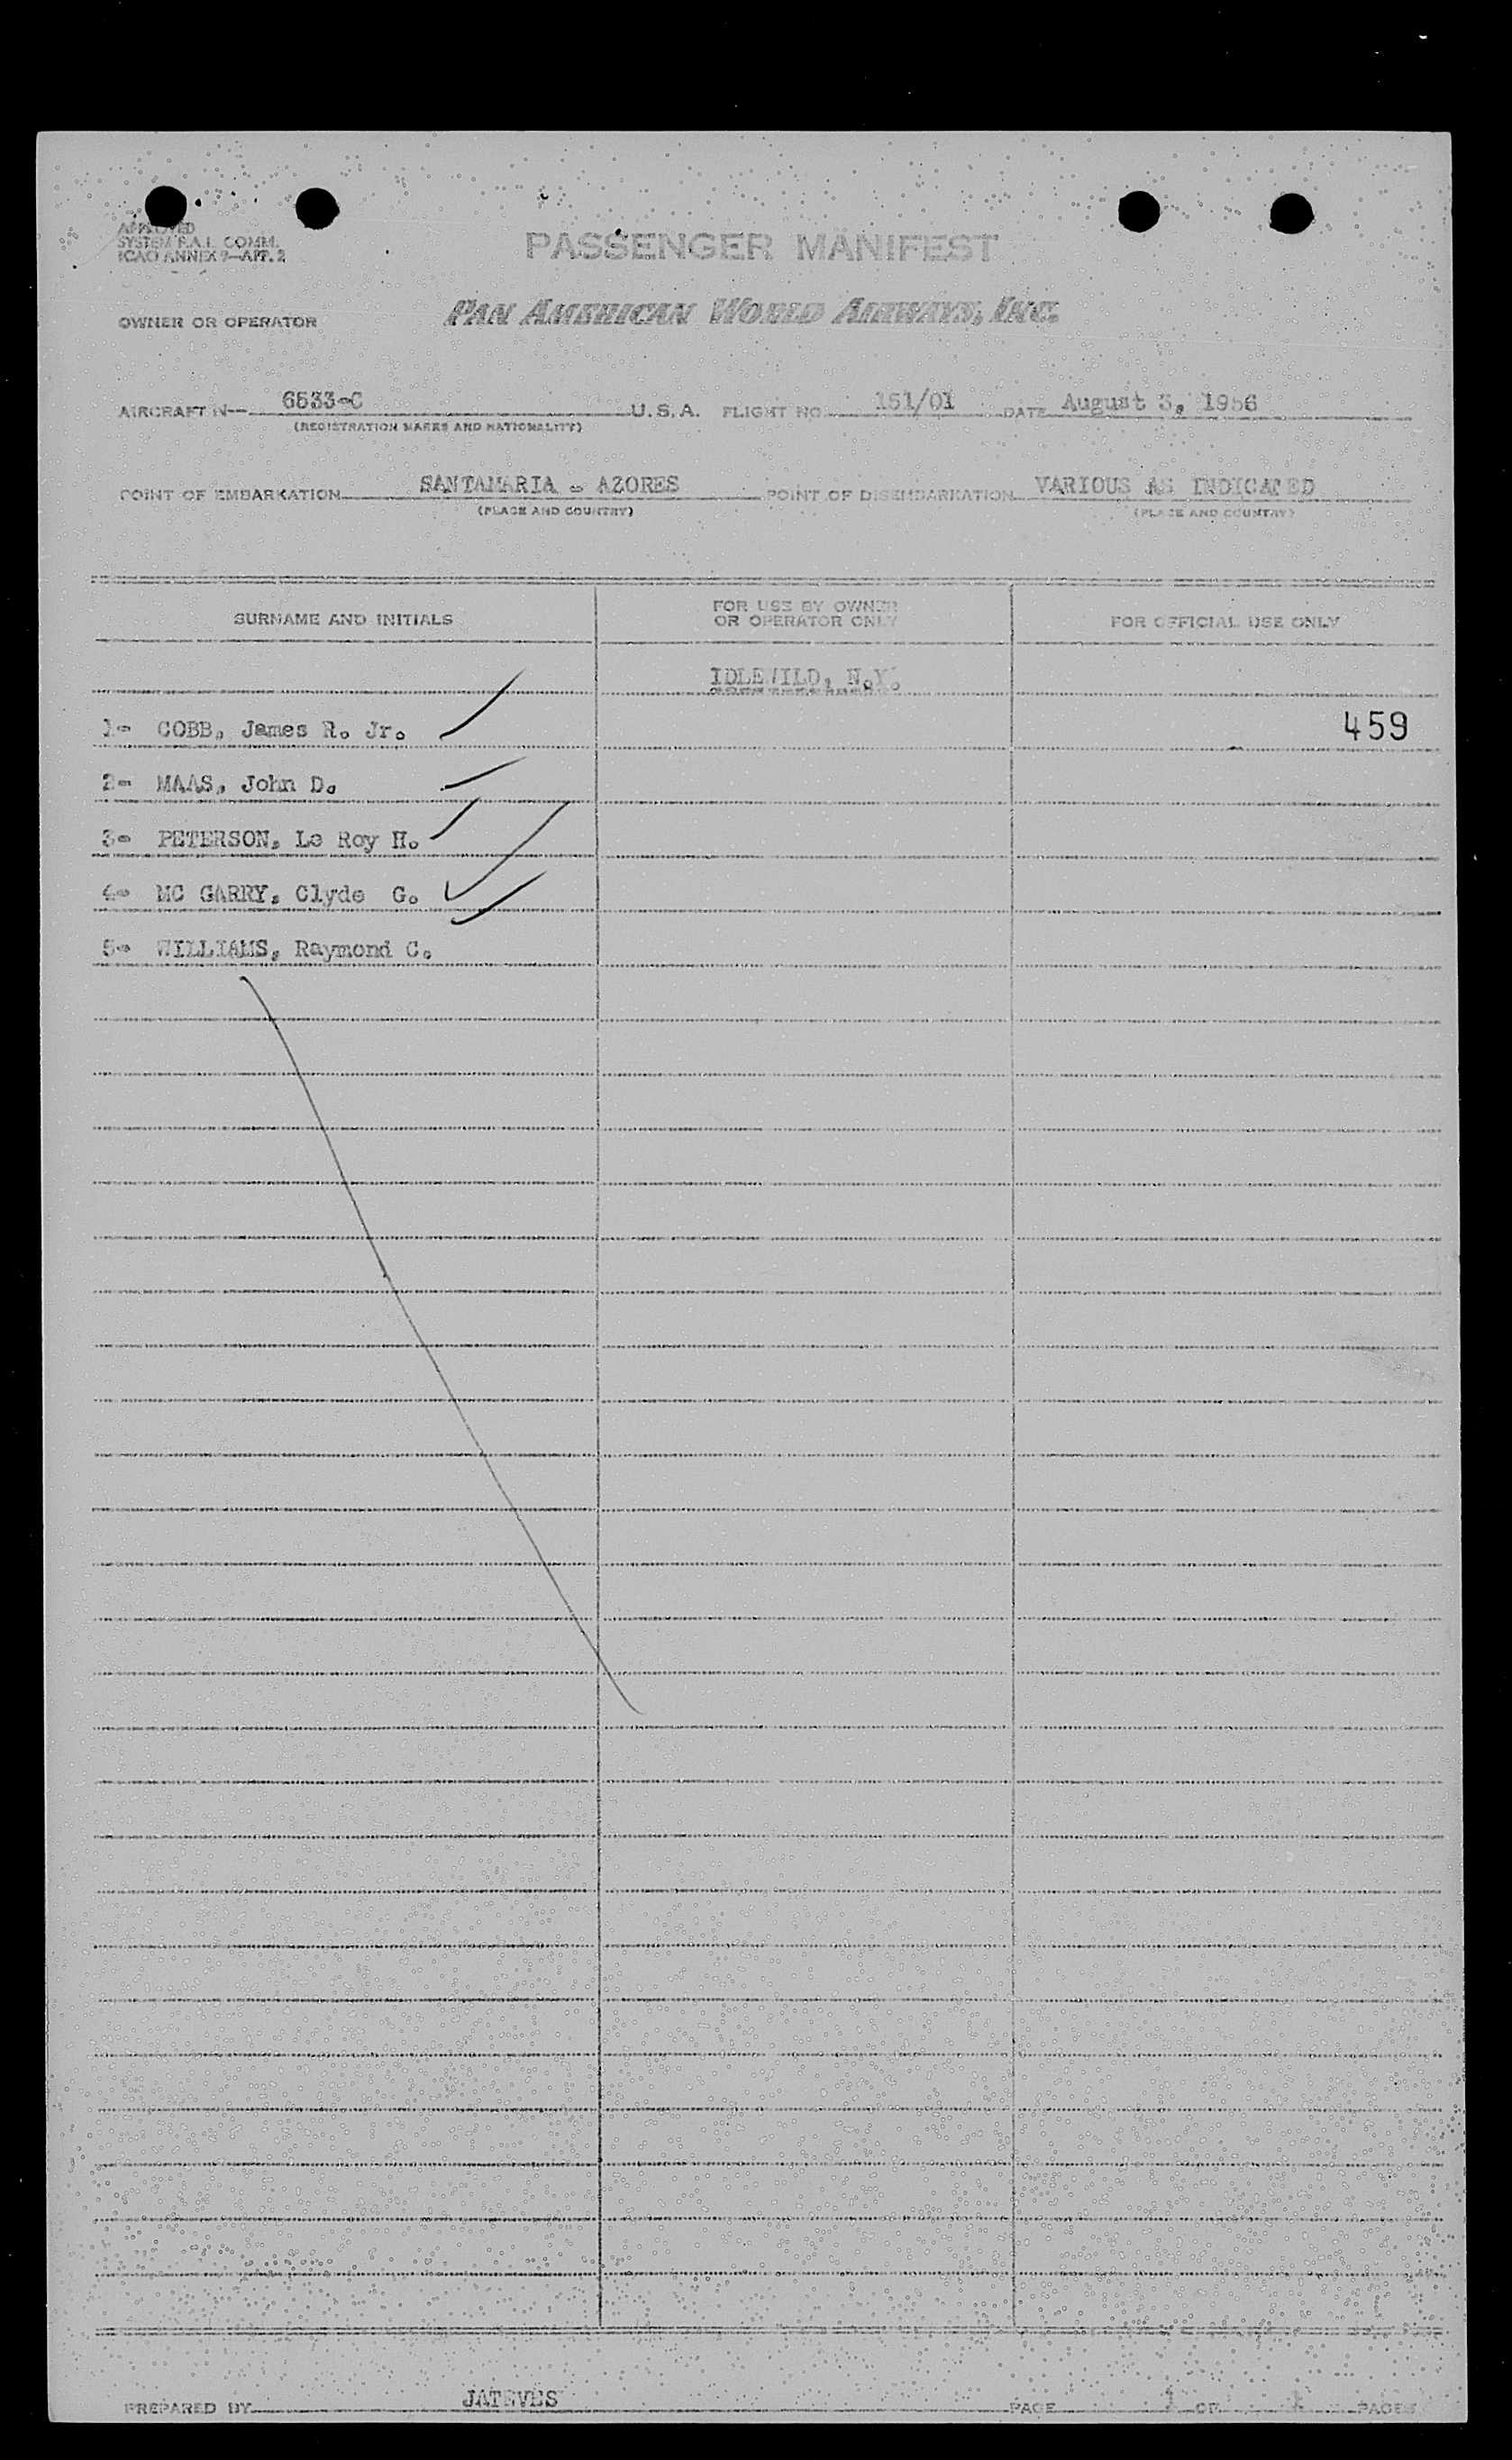 APPROVED
SYSTEM F.A.L. COMM.
ICAO ANNEX 9—APP. 2
PASSENGER MANIFEST
OWNER OR OPERATOR PAN AMERICAN WORLD AIRWAYS, INC.
AIRCRAFT N— 6533-C U.S.A. FLIGHT NO. 151/01 DATE August 3, 1956
(REGISTRATION MARKS AND NATIONALITY)
POINT OF EMBARKATION SANTAMARIA - AZORES POINT OF DISEMBARKATION VARIOUS AS INDICATED
(PLACE AND COUNTRY) (PLACE AND COUNTRY)
SURNAME AND INITIALS FOR USE BY OWNER OR OPERATOR ONLY FOR OFFICIAL USE ONLY
IDLEWILD, N.Y.
1- COBB, James R. Jr. 459
2- MAAS, John D.
3- PETERSON, Le Roy H.
4- MC GARRY, Clyde G.
5- WILLIAMS, Raymond C.
PREPARED BY JATEVES PAGE 1 OF 1 PAGES